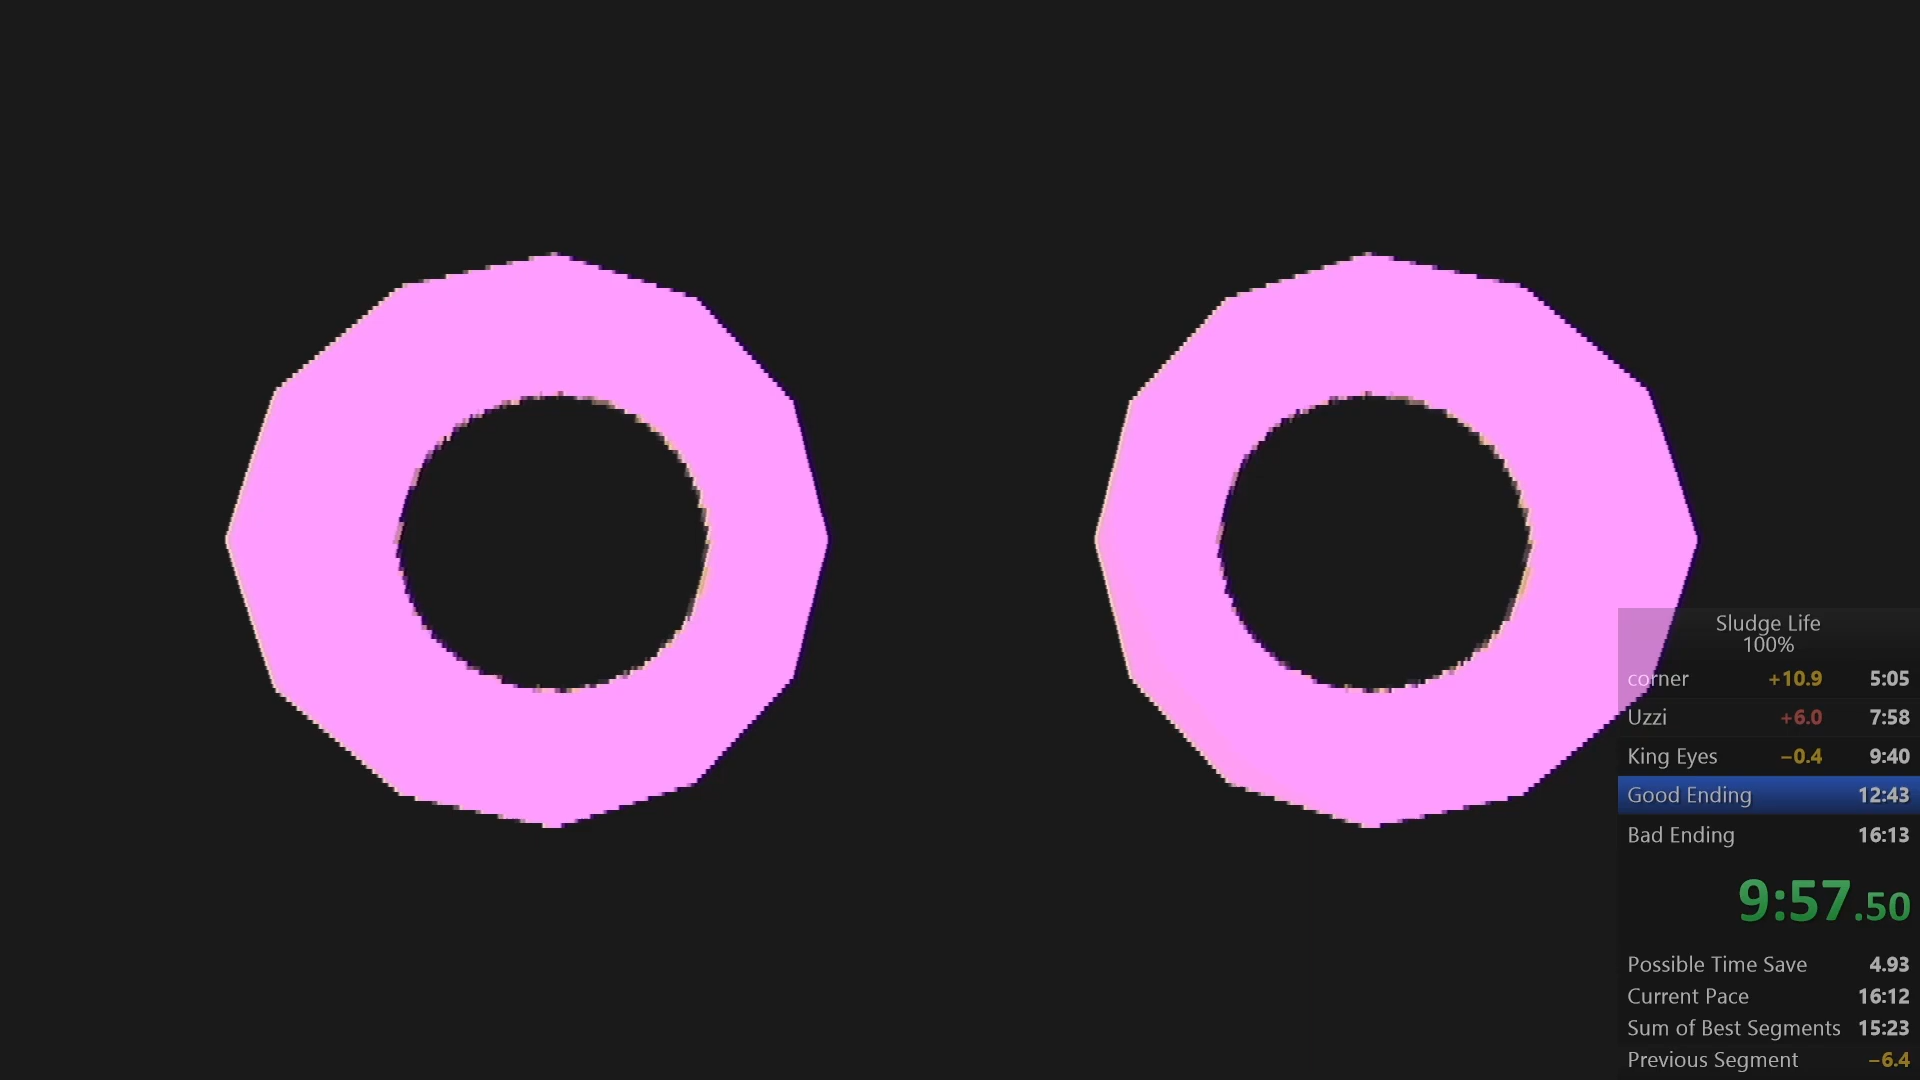 Sludge Life
100%
corner +10.9 5:05
Uzzi +6.0 7:58
King Eyes −0.4 9:40
Good Ending 12:43
Bad Ending 16:13
9:57.50
Possible Time Save 4.93
Current Pace 16:12
Sum of Best Segments 15:23
Previous Segment −6.4